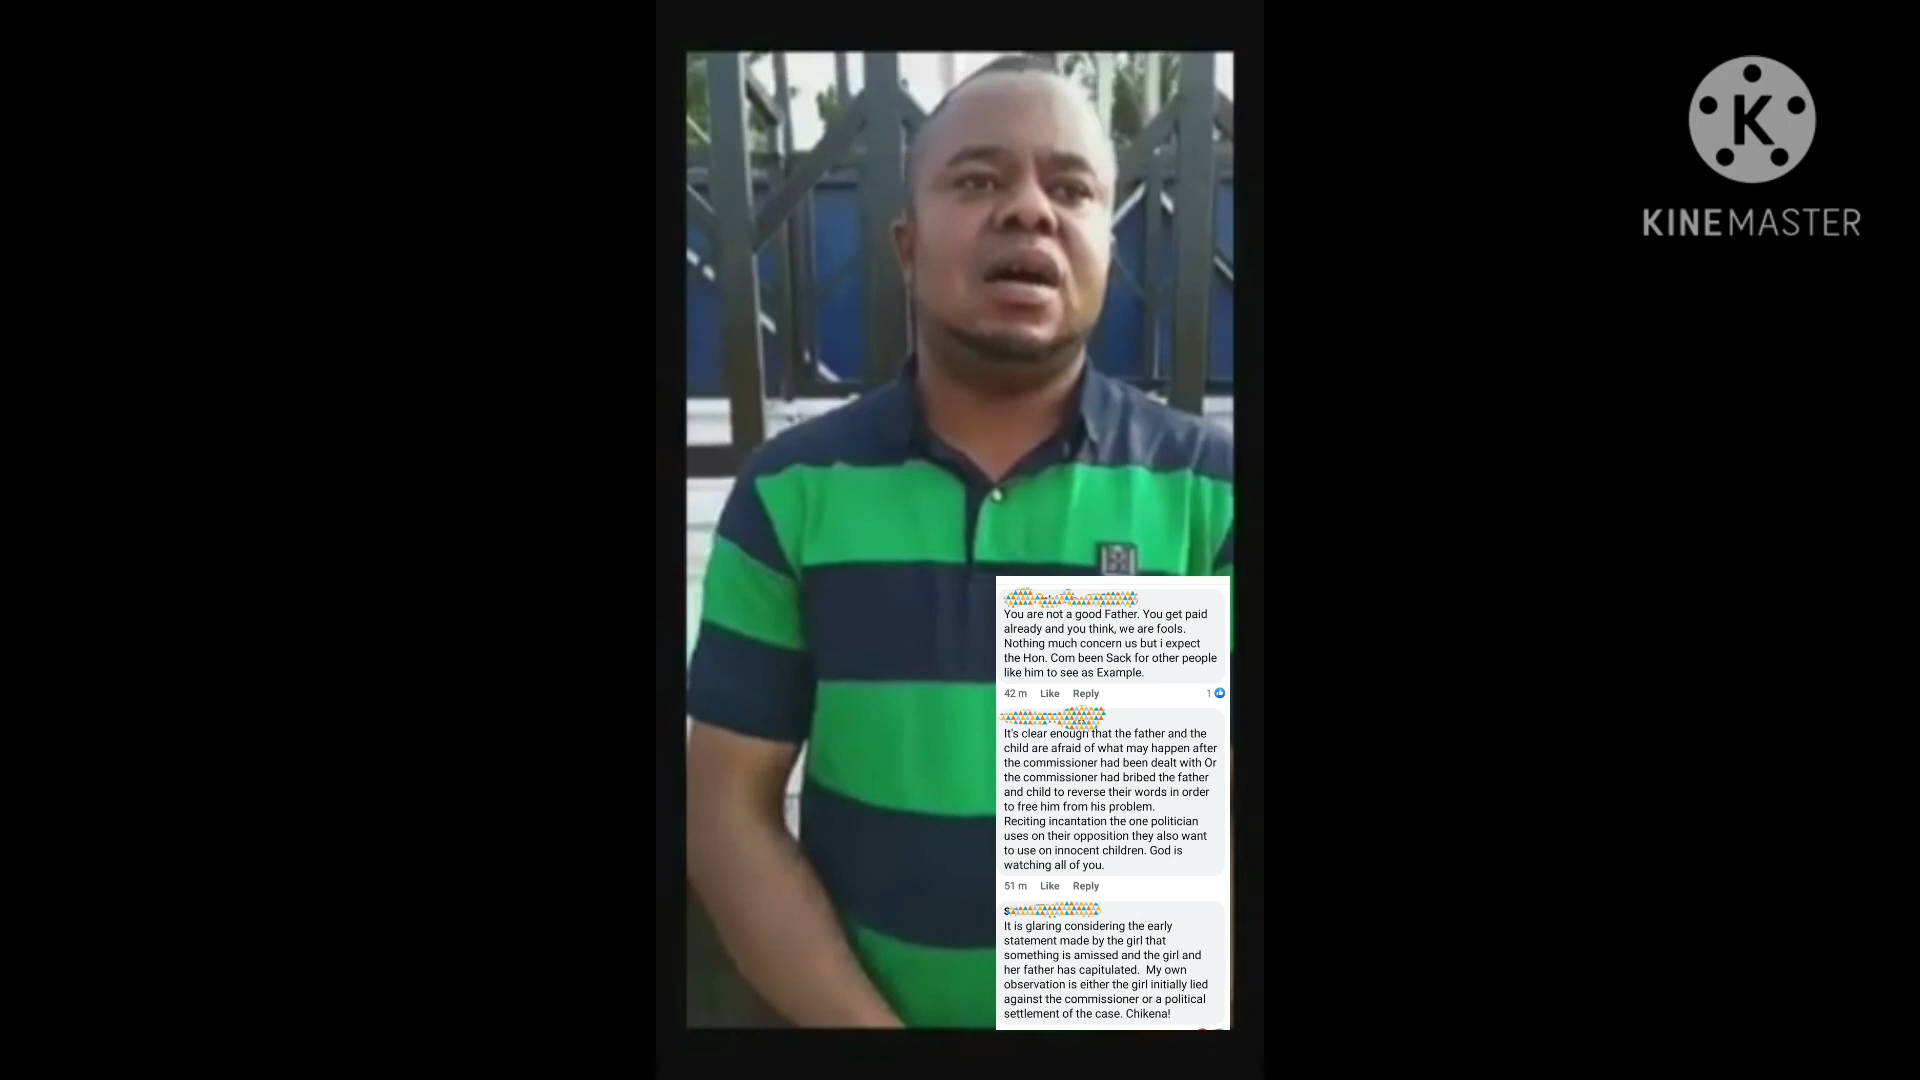 K
KINEMASTER
You are not a good Father. You get paid
already and you think, we are fools.
Nothing much concern us but i expect
the Hon. Com been Sack for other people
like him to see as Example.
42 m Like Reply 1
It's clear enough that the father and the
child are afraid of what may happen after
the commissioner had been dealt with Or
the commissioner had bribed the father
and child to reverse their words in order
to free him from his problem.
Reciting incantation the one politician
uses on their opposition they also want
to use on innocent children. God is
watching all of you.
51 m Like Reply
S
It is glaring considering the early
statement made by the girl that
something is amissed and the girl and
her father has capitulated. My own
observation is either the girl initially lied
against the commissioner or a political
settlement of the case. Chikena!